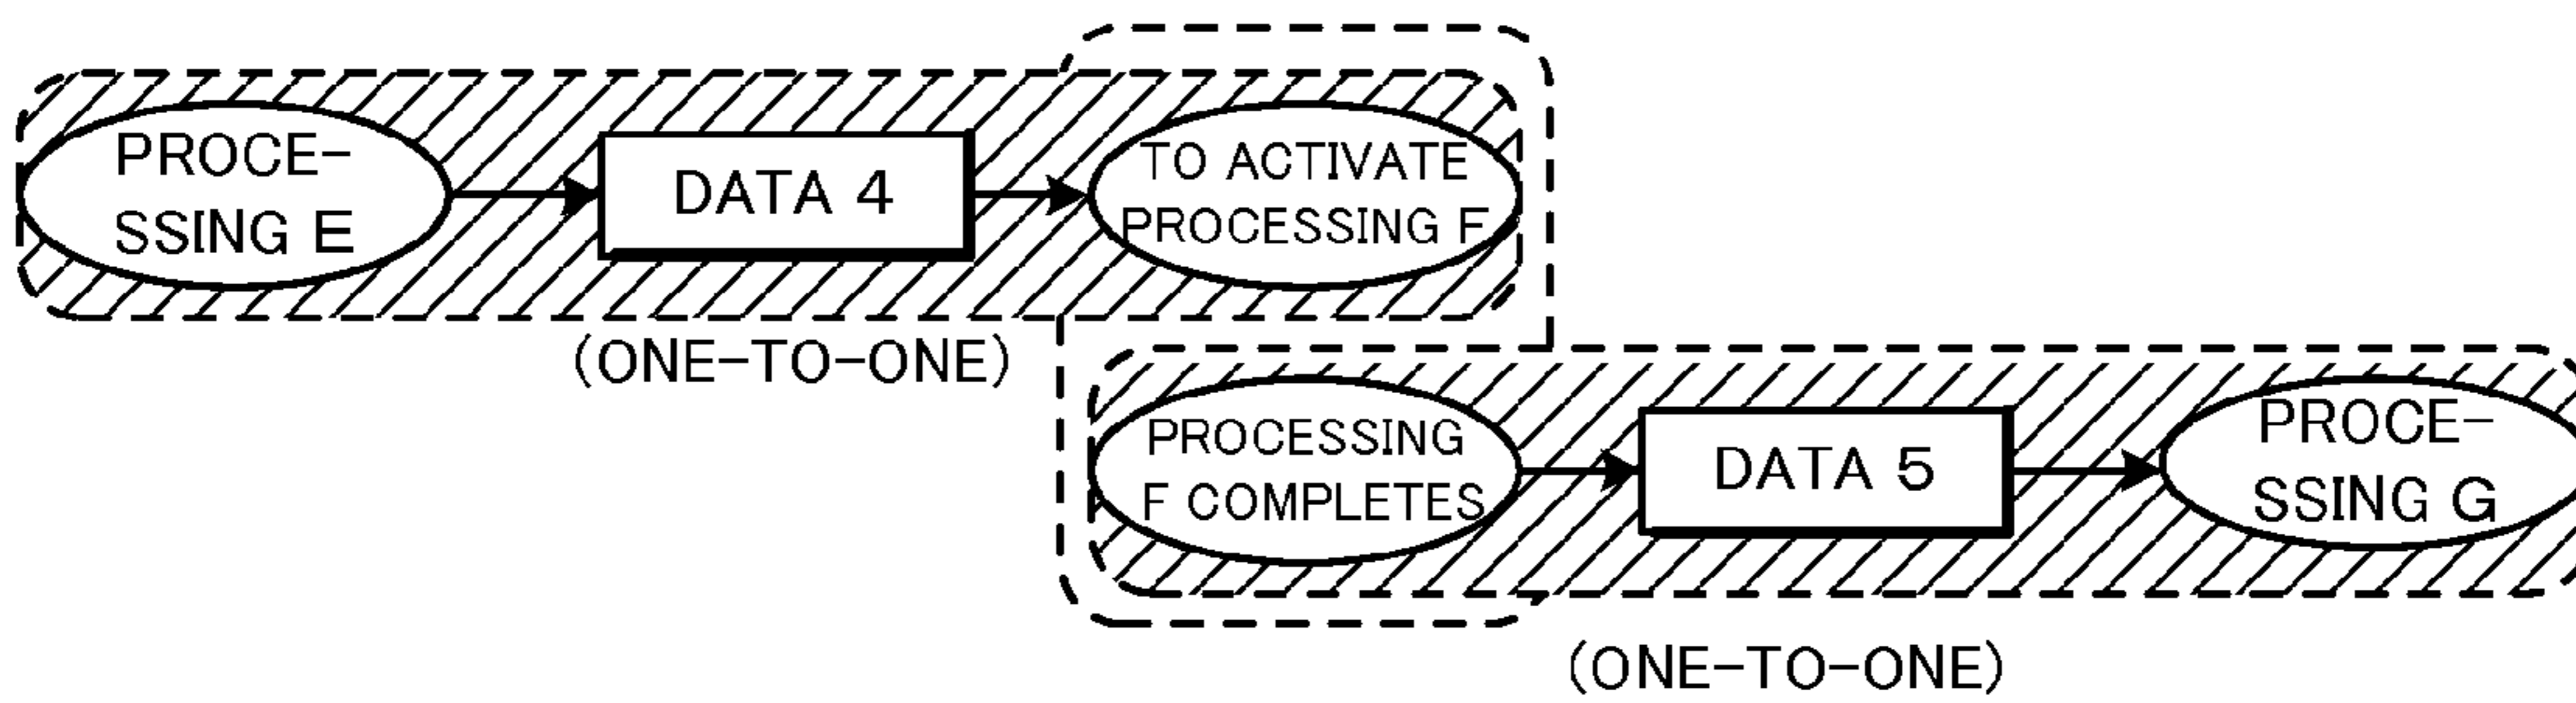 PROCE-
SSING E
DATA 4
TO ACTIVATE
PROCESSING F
(ONE-TO-ONE)
PROCESSING
F COMPLETES
DATA 5
PROCE-
SSING G
(ONE-TO-ONE)